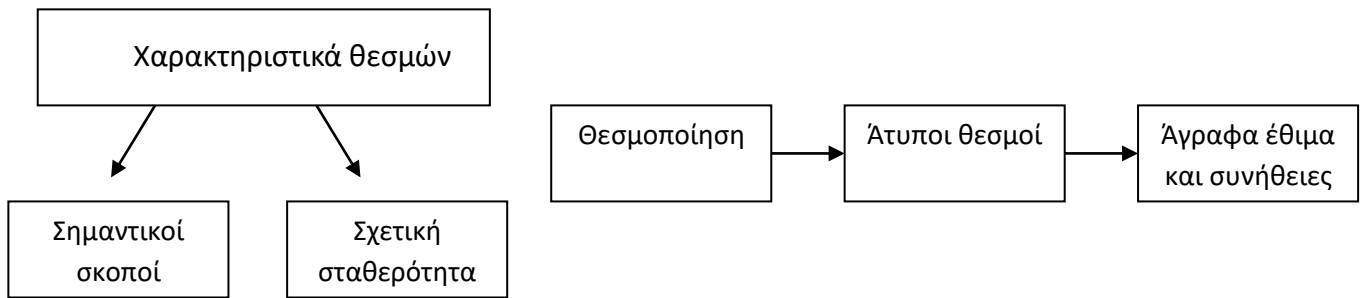 Χαρακτηριστικά θεσμών
Σημαντικοί
σκοποί
Σχετική
σταθερότητα
Θεσμοποίηση
Άτυποι θεσμοί
Άγραφα έθιμα
και συνήθειες